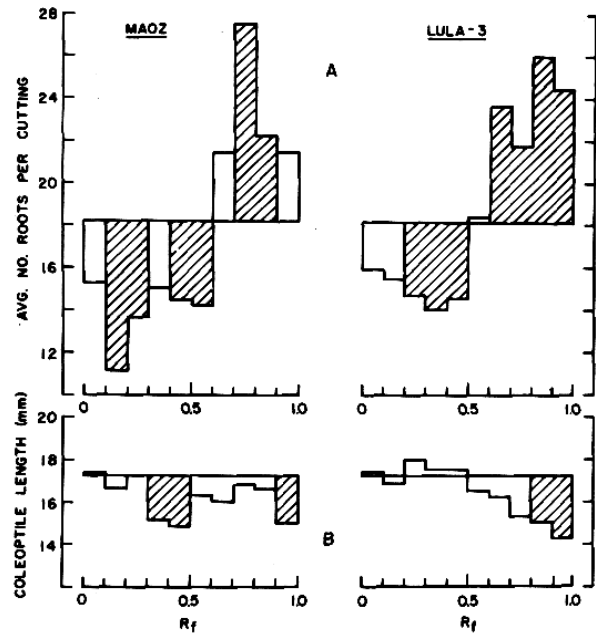 MAOZ
LULA-3
A
AVG. NO. ROOTS PER CUTTING
28
24
20
16
12
0
0.5
1.0
0
0.5
1.0
B
COLEOPTILE LENGTH (mm)
20
18
16
14
0
0.5
1.0
0
0.5
1.0
Rf
Rf